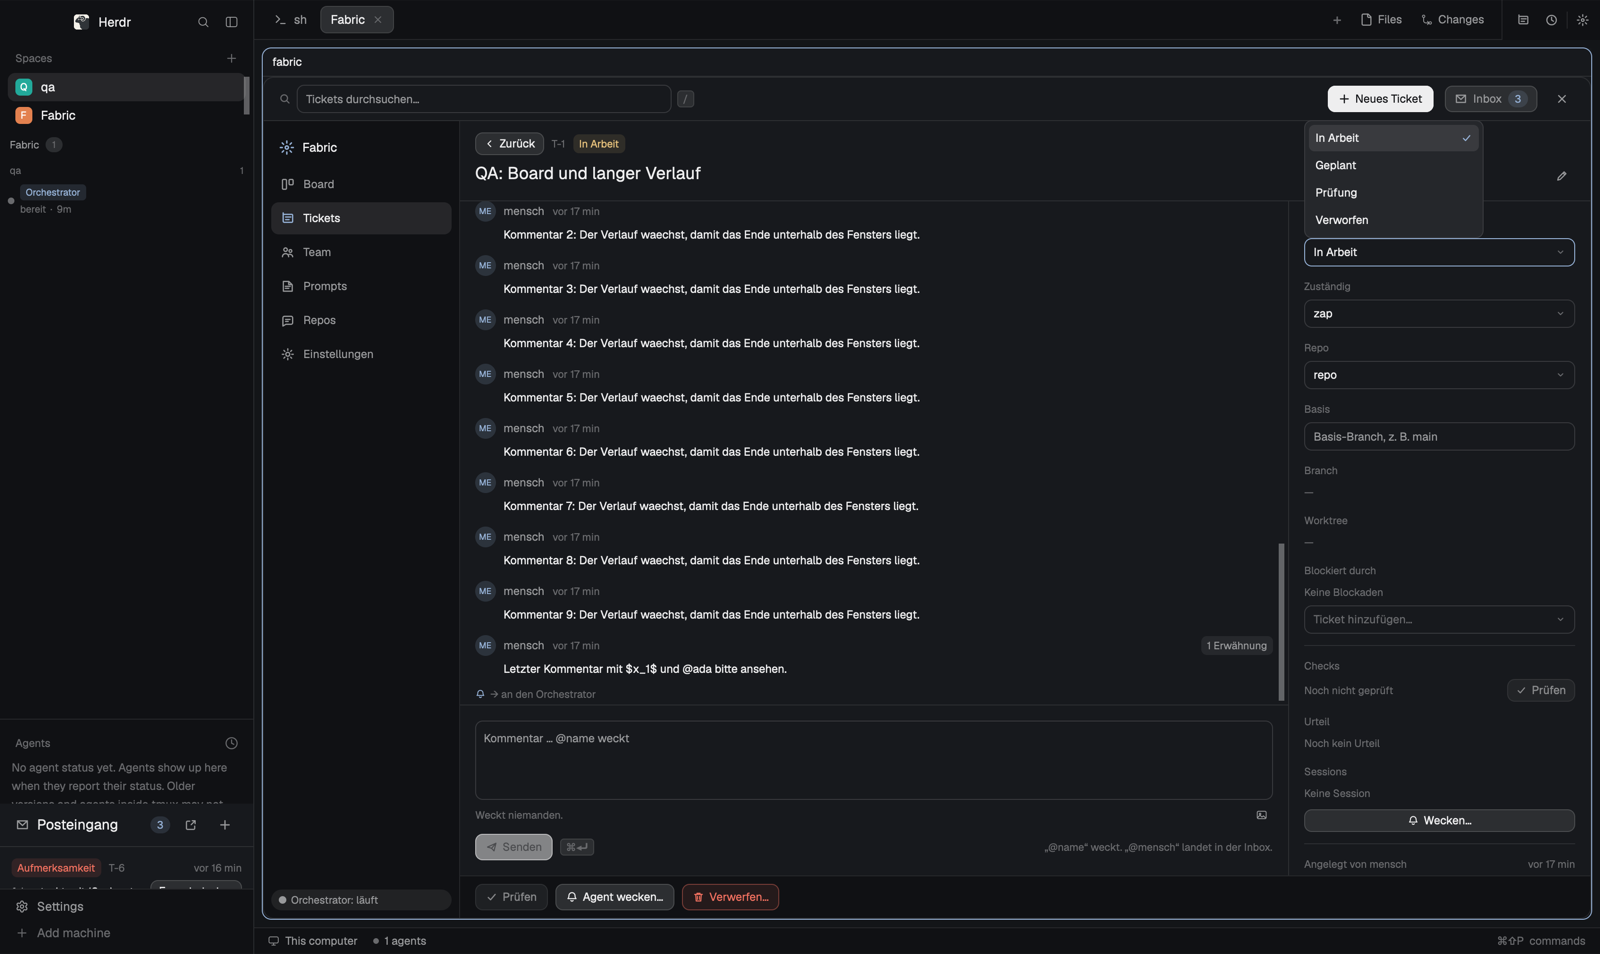 Herdr
sh
Fabric
Files
Changes
Spaces
Q qa
F Fabric
Fabric 1
qa 1
Orchestrator
bereit · 9m
fabric
Tickets durchsuchen…
/
Neues Ticket
Inbox 3
Fabric
Board
Tickets
Team
Prompts
Repos
Einstellungen
Orchestrator: läuft
Zurück T-1 In Arbeit
QA: Board und langer Verlauf
ME mensch vor 17 min
Kommentar 2: Der Verlauf waechst, damit das Ende unterhalb des Fensters liegt.
ME mensch vor 17 min
Kommentar 3: Der Verlauf waechst, damit das Ende unterhalb des Fensters liegt.
ME mensch vor 17 min
Kommentar 4: Der Verlauf waechst, damit das Ende unterhalb des Fensters liegt.
ME mensch vor 17 min
Kommentar 5: Der Verlauf waechst, damit das Ende unterhalb des Fensters liegt.
ME mensch vor 17 min
Kommentar 6: Der Verlauf waechst, damit das Ende unterhalb des Fensters liegt.
ME mensch vor 17 min
Kommentar 7: Der Verlauf waechst, damit das Ende unterhalb des Fensters liegt.
ME mensch vor 17 min
Kommentar 8: Der Verlauf waechst, damit das Ende unterhalb des Fensters liegt.
ME mensch vor 17 min
Kommentar 9: Der Verlauf waechst, damit das Ende unterhalb des Fensters liegt.
ME mensch vor 17 min 1 Erwähnung
Letzter Kommentar mit $x_1$ und @ada bitte ansehen.
→ an den Orchestrator
Kommentar … @name weckt
Weckt niemanden.
Senden ⌘↵
„@name“ weckt. „@mensch“ landet in der Inbox.
Prüfen
Agent wecken…
Verwerfen…
In Arbeit
Geplant
Prüfung
Verworfen
In Arbeit
Zuständig
zap
Repo
repo
Basis
Basis-Branch, z. B. main
Branch
—
Worktree
—
Blockiert durch
Keine Blockaden
Ticket hinzufügen…
Checks
Noch nicht geprüft
Prüfen
Urteil
Noch kein Urteil
Sessions
Keine Session
Wecken…
Angelegt von mensch vor 17 min
Agents
No agent status yet. Agents show up here
when they report their status. Older
Posteingang 3
Aufmerksamkeit T-6 vor 16 min
Settings
Add machine
This computer
1 agents
⌘⇧P commands